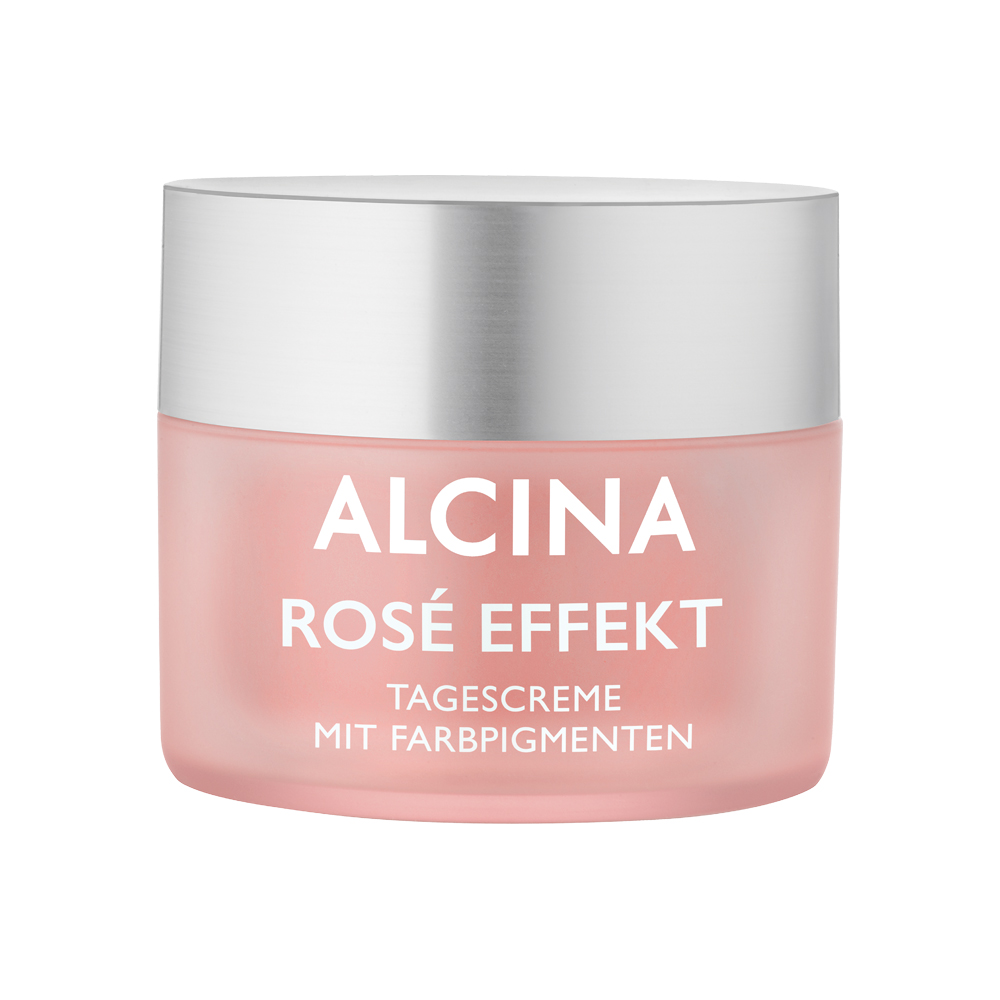 ALCINA
ROSÉ EFFEKT
TAGESCREME
MIT FARBPIGMENTEN